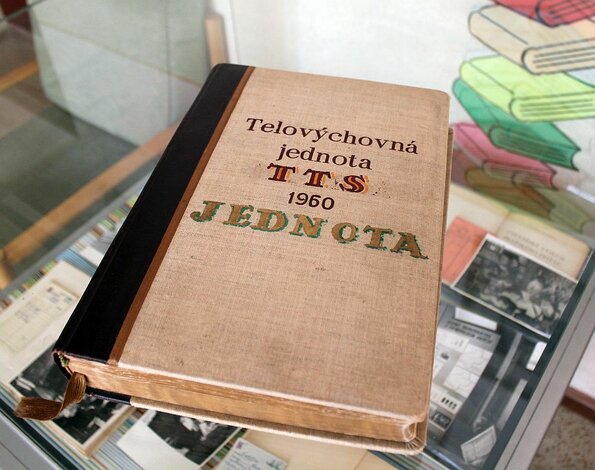 Telovýchovná
jednota
TTS
1960
JEDNOTA